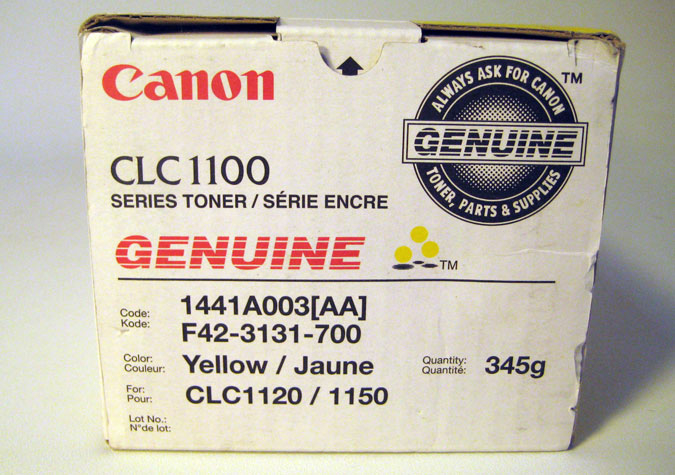 Canon
ALWAYS ASK FOR CANON
GENUINE
TONER, PARTS & SUPPLIES
TM
CLC1100
SERIES TONER / SÉRIE ENCRE
GENUINE
TM
Code: 1441A003[AA]
Kode: F42-3131-700
Color: Yellow / Jaune Quantity: 345g
Couleur: Quantité:
For: CLC1120 / 1150
Pour:
Lot No.:
N° de lot: